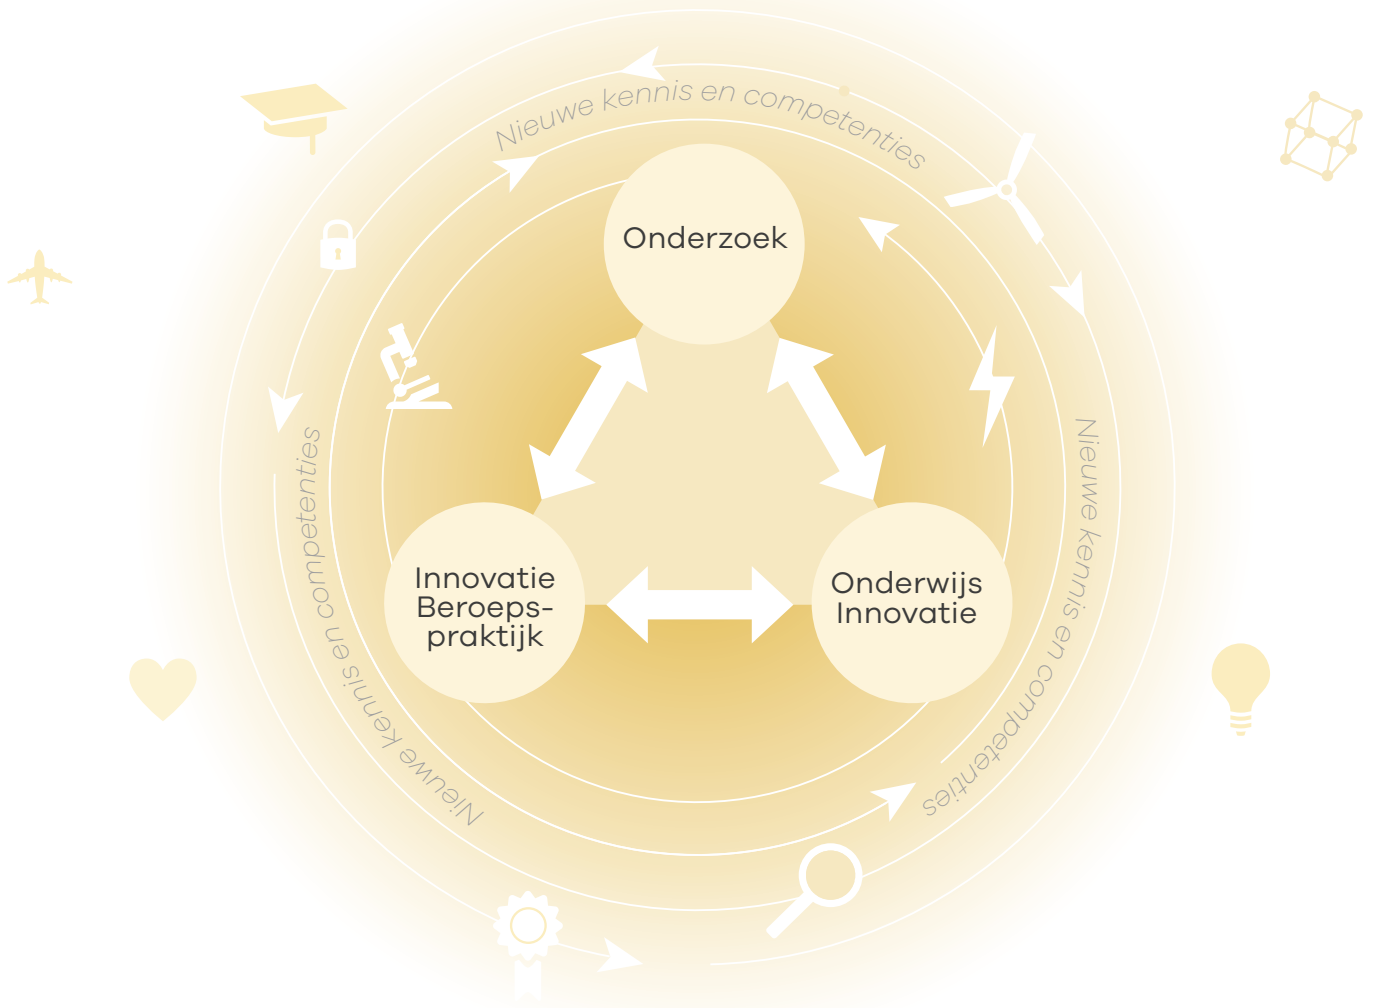 Nieuwe kennis en competenties
Onderzoek
Nieuwe kennis en competenties
Nieuwe kennis en competenties
Innovatie
Beroeps-
praktijk
Onderwijs
Innovatie